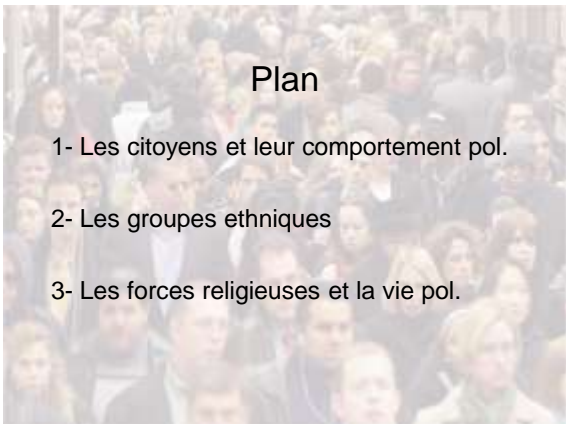 Plan
1- Les citoyens et leur comportement pol.
2- Les groupes ethniques
3- Les forces religieuses et la vie pol.